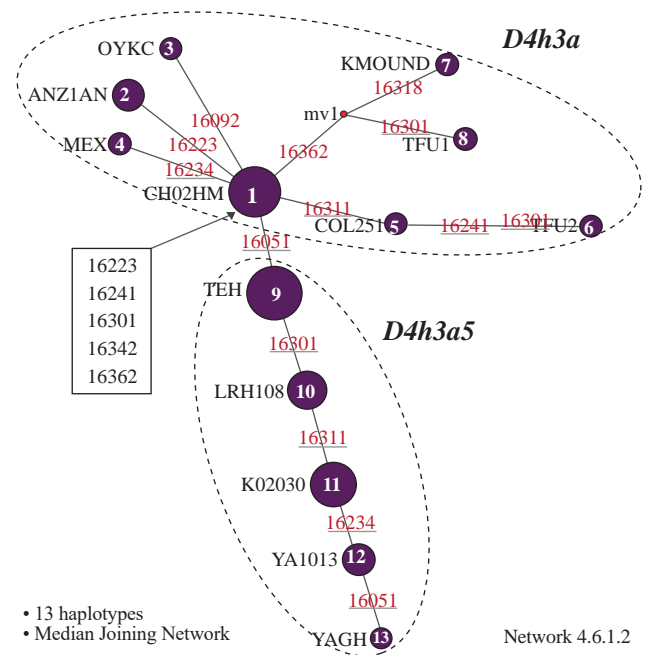 D4h3a
OYKC 3
KMOUND 7
ANZ1AN 2
16318
mv1
16092
16301
8
TFU1
MEX 4
16223
16362
16234
CH02HM 1
16311
COL251 5
16241
16301
TFU2 6
16051
16223
16241
16301
16342
16362
TEH 9
D4h3a5
16301
LRH108 10
16311
K02030 11
16234
YA1013 12
16051
• 13 haplotypes
• Median Joining Network
YAGH 13
Network 4.6.1.2